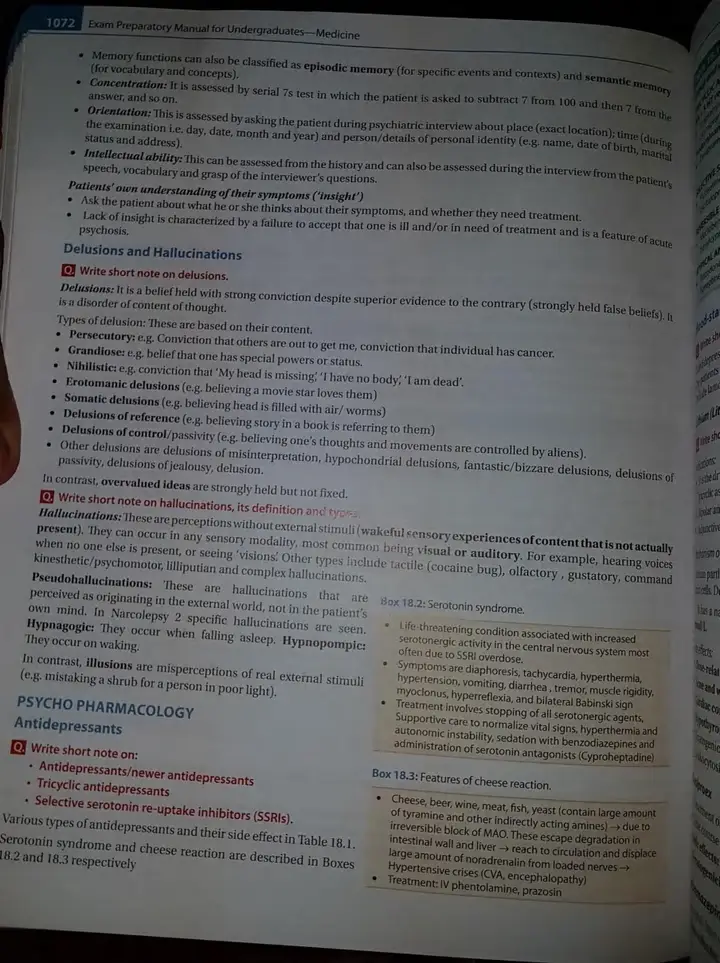 1072 Exam Preparatory Manual for Undergraduates—Medicine
• Memory functions can also be classified as episodic memory (for specific events and contexts) and semantic memory
(for vocabulary and concepts).
• Concentration: It is assessed by serial 7s test in which the patient is asked to subtract 7 from 100 and then 7 from the
answer, and so on.
• Orientation: This is assessed by asking the patient during psychiatric interview about place (exact location); time (during
the examination i.e. day, date, month and year) and person/details of personal identity (e.g. name, date of birth, marital
status and address).
• Intellectual ability: This can be assessed from the history and can also be assessed during the interview from the patient's
speech, vocabulary and grasp of the interviewer's questions.
Patients' own understanding of their symptoms ('insight')
• Ask the patient about what he or she thinks about their symptoms, and whether they need treatment.
• Lack of insight is characterized by a failure to accept that one is ill and/or in need of treatment and is a feature of acute
psychosis.
Delusions and Hallucinations
Q. Write short note on delusions.
Delusions: It is a belief held with strong conviction despite superior evidence to the contrary (strongly held false beliefs). It
is a disorder of content of thought.
Types of delusion: These are based on their content.
• Persecutory: e.g. Conviction that others are out to get me, conviction that individual has cancer.
• Grandiose: e.g. belief that one has special powers or status.
• Nihilistic: e.g. conviction that 'My head is missing', 'I have no body', 'I am dead'.
• Erotomanic delusions (e.g. believing a movie star loves them)
• Somatic delusions (e.g. believing head is filled with air/ worms)
• Delusions of reference (e.g. believing story in a book is referring to them)
• Delusions of control/passivity (e.g. believing one's thoughts and movements are controlled by aliens).
• Other delusions are delusions of misinterpretation, hypochondrial delusions, fantastic/bizzare delusions, delusions of
passivity, delusions of jealousy, delusion.
In contrast, overvalued ideas are strongly held but not fixed.
Q. Write short note on hallucinations, its definition and types.
Hallucinations: These are perceptions without external stimuli (wakeful sensory experiences of content that is not actually
present). They can occur in any sensory modality, most common being visual or auditory. For example, hearing voices
when no one else is present, or seeing 'visions'. Other types include tactile (cocaine bug), olfactory , gustatory, command
kinesthetic/psychomotor, lilliputian and complex hallucinations.
Pseudohallucinations: These are hallucinations that are
perceived as originating in the external world, not in the patient's
own mind. In Narcolepsy 2 specific hallucinations are seen.
Hypnagogic: They occur when falling asleep. Hypnopompic:
They occur on waking.
In contrast, illusions are misperceptions of real external stimuli
(e.g. mistaking a shrub for a person in poor light).
PSYCHO PHARMACOLOGY
Antidepressants
Q. Write short note on:
• Antidepressants/newer antidepressants
• Tricyclic antidepressants
• Selective serotonin re-uptake inhibitors (SSRIs).
Various types of antidepressants and their side effect in Table 18.1.
Serotonin syndrome and cheese reaction are described in Boxes
18.2 and 18.3 respectively
Box 18.2: Serotonin syndrome.
• Life-threatening condition associated with increased
serotonergic activity in the central nervous system most
often due to SSRI overdose.
• Symptoms are diaphoresis, tachycardia, hyperthermia,
hypertension, vomiting, diarrhea , tremor, muscle rigidity,
myoclonus, hyperreflexia, and bilateral Babinski sign
• Treatment involves stopping of all serotonergic agents,
Supportive care to normalize vital signs, hyperthermia and
autonomic instability, sedation with benzodiazepines and
administration of serotonin antagonists (Cyproheptadine)
Box 18.3: Features of cheese reaction.
• Cheese, beer, wine, meat, fish, yeast (contain large amount
of tyramine and other indirectly acting amines) → due to
irreversible block of MAO. These escape degradation in
intestinal wall and liver → reach to circulation and displace
large amount of noradrenalin from loaded nerves →
Hypertensive crises (CVA, encephalopathy)
• Treatment: IV phentolamine, prazosin